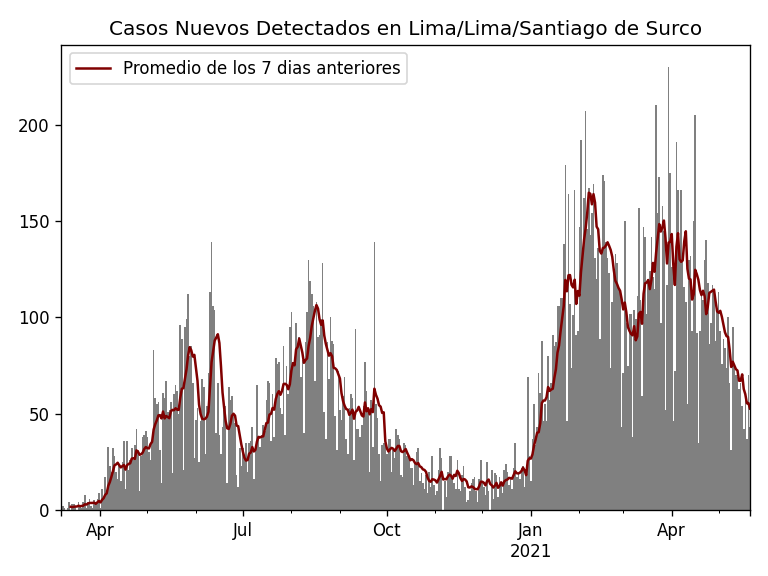 Casos Nuevos Detectados en Lima/Lima/Santiago de Surco
Promedio de los 7 dias anteriores
200
150
100
50
0
Apr
Jul
Oct
Jan
2021
Apr